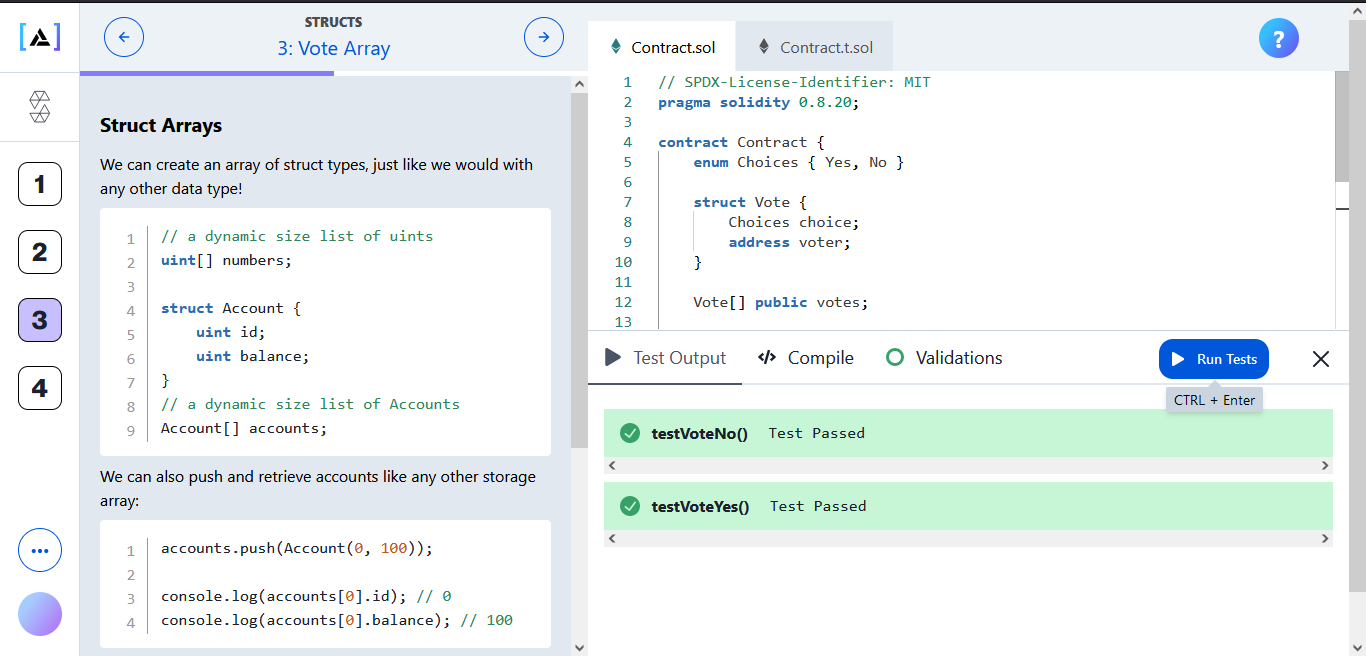 STRUCTS
3: Vote Array
1
2
3
4
Struct Arrays
We can create an array of struct types, just like we would with
any other data type!
1 // a dynamic size list of uints
2 uint[] numbers;
3
4 struct Account {
5 uint id;
6 uint balance;
7 }
8 // a dynamic size list of Accounts
9 Account[] accounts;
We can also push and retrieve accounts like any other storage
array:
1 accounts.push(Account(0, 100));
2
3 console.log(accounts[0].id); // 0
4 console.log(accounts[0].balance); // 100
Contract.sol
Contract.t.sol
?
1 // SPDX-License-Identifier: MIT
2 pragma solidity 0.8.20;
3
4 contract Contract {
5 enum Choices { Yes, No }
6
7 struct Vote {
8 Choices choice;
9 address voter;
10 }
11
12 Vote[] public votes;
13
Test Output
Compile
Validations
Run Tests
CTRL + Enter
testVoteNo() Test Passed
testVoteYes() Test Passed